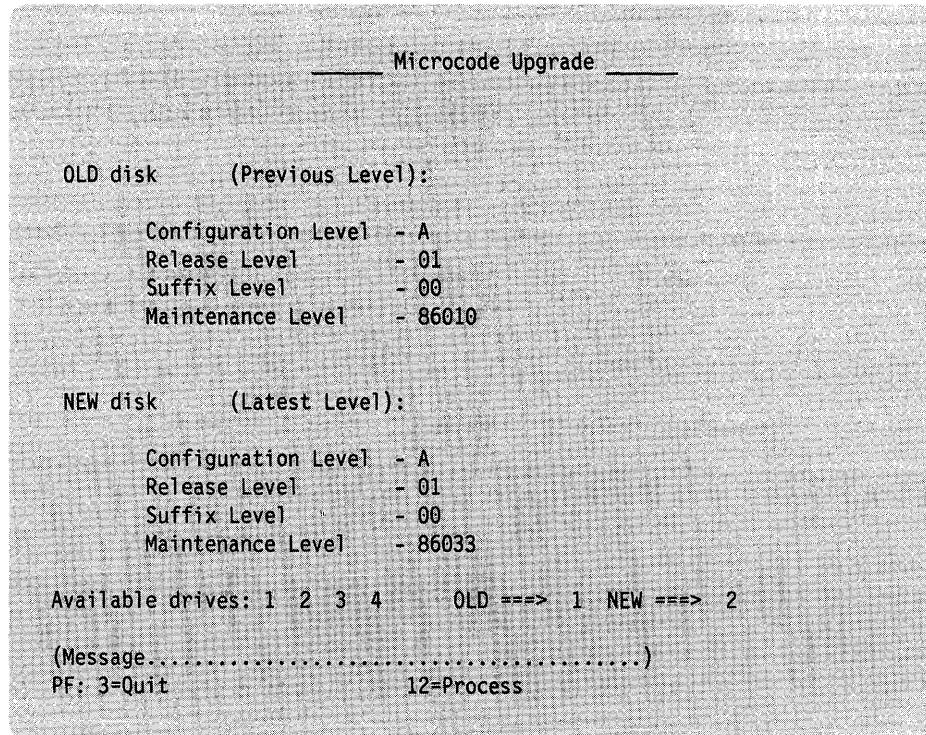 ______ Microcode Upgrade ______
OLD disk      (Previous Level):
Configuration Level  - A
Release Level        - 01
Suffix Level         - 00
Maintenance Level    - 86010
NEW disk      (Latest Level):
Configuration Level  - A
Release Level        - 01
Suffix Level         - 00
Maintenance Level    - 86033
Available drives: 1  2  3  4      OLD ===>  1  NEW ===>  2
(Message..........................................)
PF: 3=Quit                    12=Process